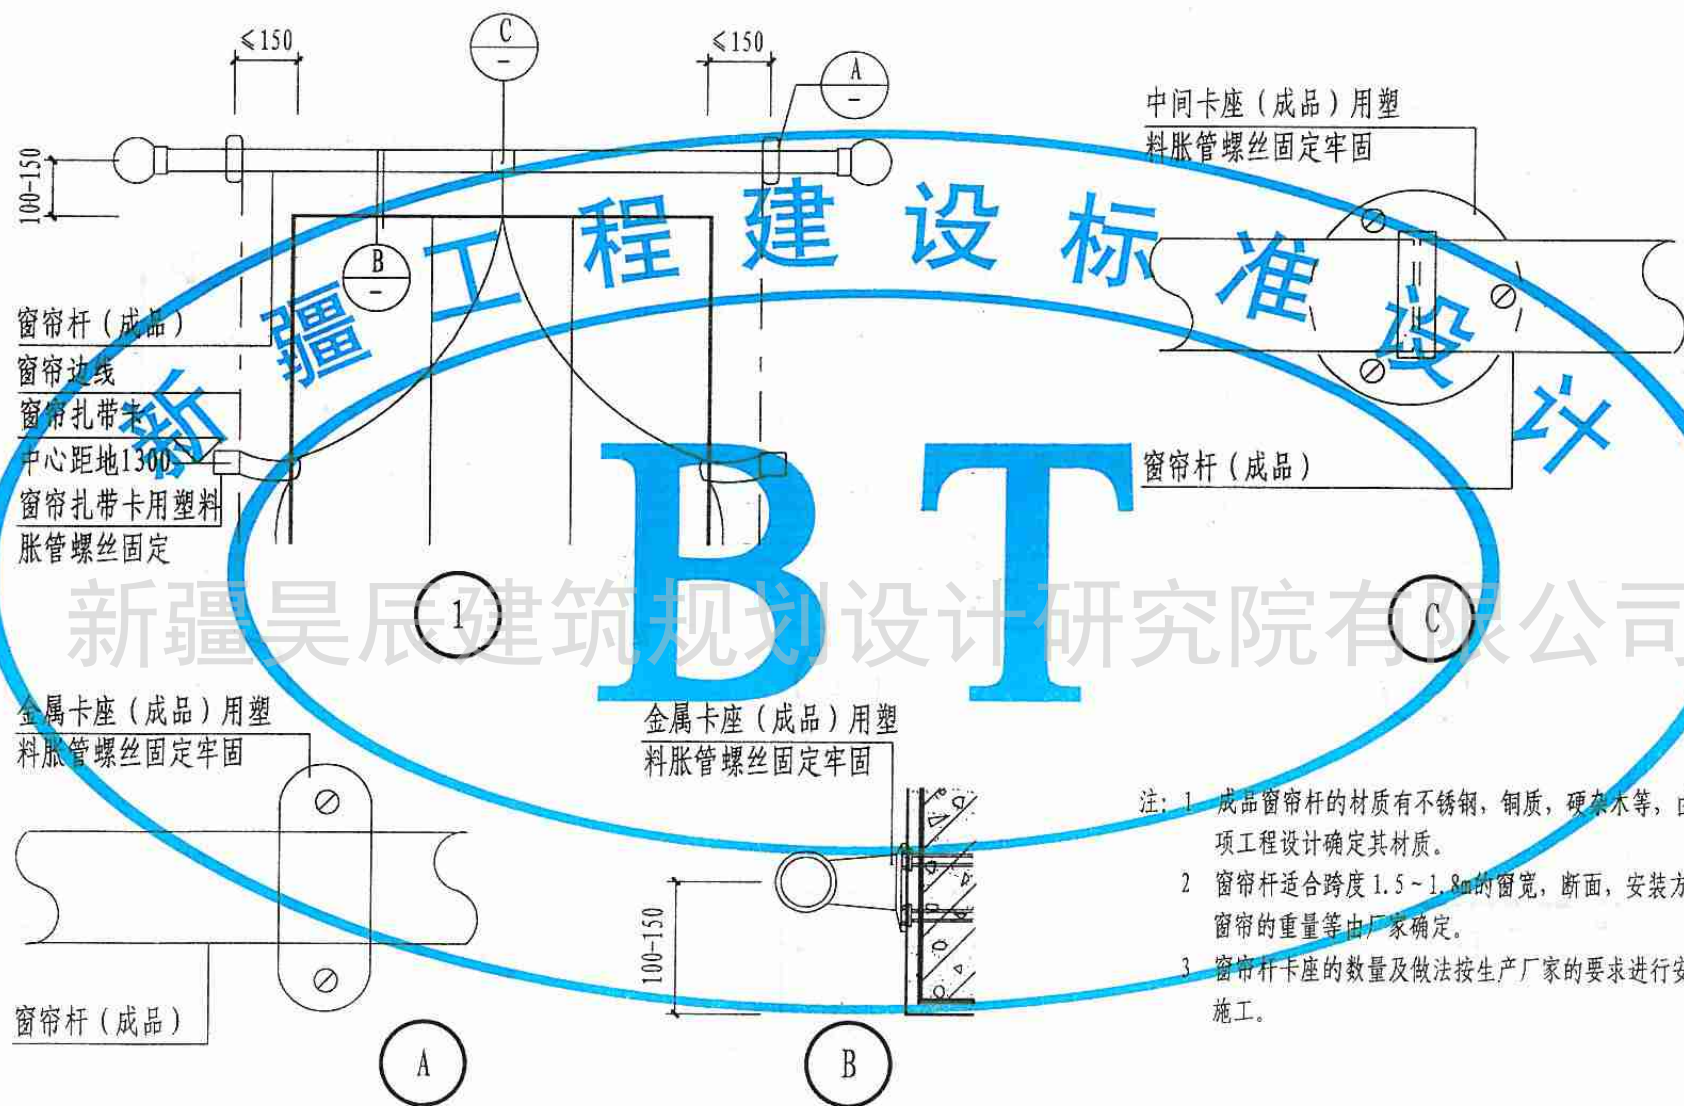 ≤150
C
-
≤150
A
-
100-150
B
-
窗帘杆（成品）
窗帘边线
窗帘扎带卡
中心距地1300
窗帘扎带卡用塑料
胀管螺丝固定
1
中间卡座（成品）用塑
料胀管螺丝固定牢固
窗帘杆（成品）
C
新疆工程建设标准设计
BT
新疆昊辰建筑规划设计研究院有限公司
金属卡座（成品）用塑
料胀管螺丝固定牢固
窗帘杆（成品）
A
金属卡座（成品）用塑
料胀管螺丝固定牢固
100-150
B
注：1 成品窗帘杆的材质有不锈钢，铜质，硬杂木等，
项工程设计确定其材质。
2 窗帘杆适合跨度1.5~1.8m的窗宽，断面，安装方
窗帘的重量等由厂家确定。
3 窗帘杆卡座的数量及做法按生产厂家的要求进行安
施工。